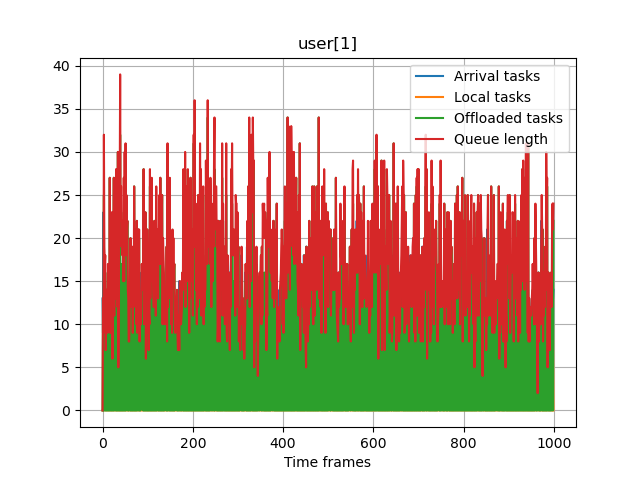 user[1]
Arrival tasks
Local tasks
Offloaded tasks
Queue length
40
35
30
25
20
15
10
5
0
0 200 400 600 800 1000
Time frames